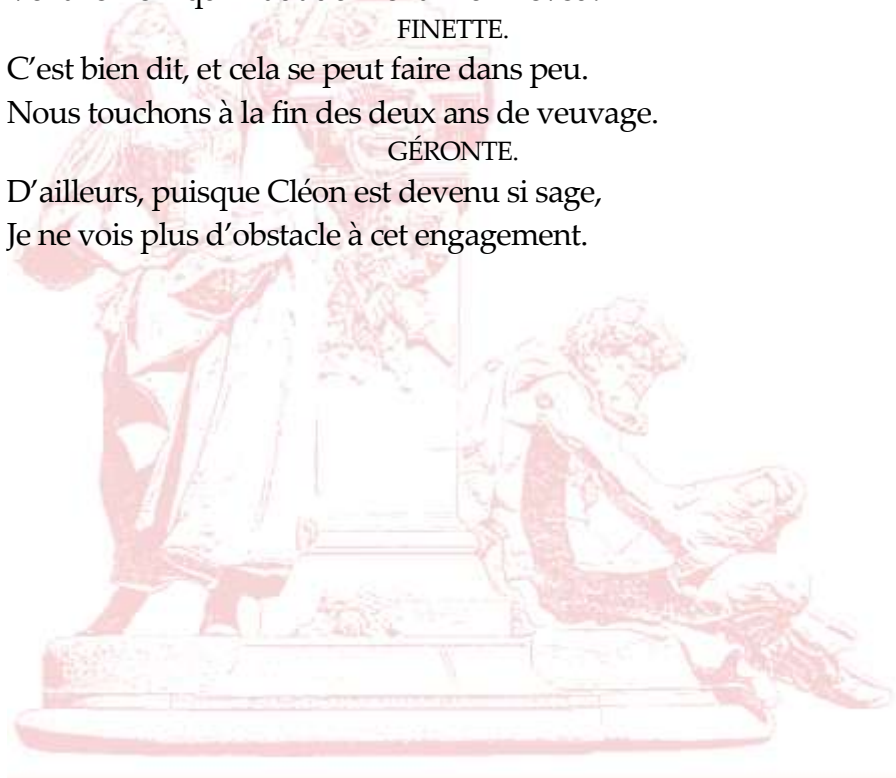 FINETTE.
C’est bien dit, et cela se peut faire dans peu.
Nous touchons à la fin des deux ans de veuvage.
GÉRONTE.
D’ailleurs, puisque Cléon est devenu si sage,
Je ne vois plus d’obstacle à cet engagement.